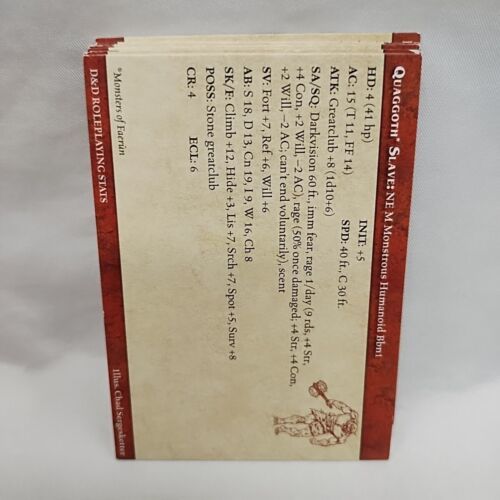 QUAGGOTH* SLAVE: NE M Monstrous Humanoid Bbn1
HD: 4 (41 hp) INIT: +5
AC: 15 (T 11, FF 14) SPD: 40 ft., C 30 ft.
ATK: Greatclub +8 (1d10+6)
SA/SQ: Darkvision 60 ft., imm fear, rage 1/day (9 rds, +4 Str,
+4 Con, +2 Will, –2 AC), rage (50% once damaged; +4 Str, +4 Con,
+2 Will, –2 AC; can't end voluntarily), scent
SV: Fort +7, Ref +6, Will +6
AB: S 18, D 13, Cn 19, I 9, W 16, Ch 8
SK/F: Climb +12, Hide +3, Lis +7, Srch +7, Spot +5, Surv +8
POSS: Stone greatclub
CR: 4 ECL: 6
*Monsters of Faerûn
D&D ROLEPLAYING STATS Illus. Chad Sergesketter